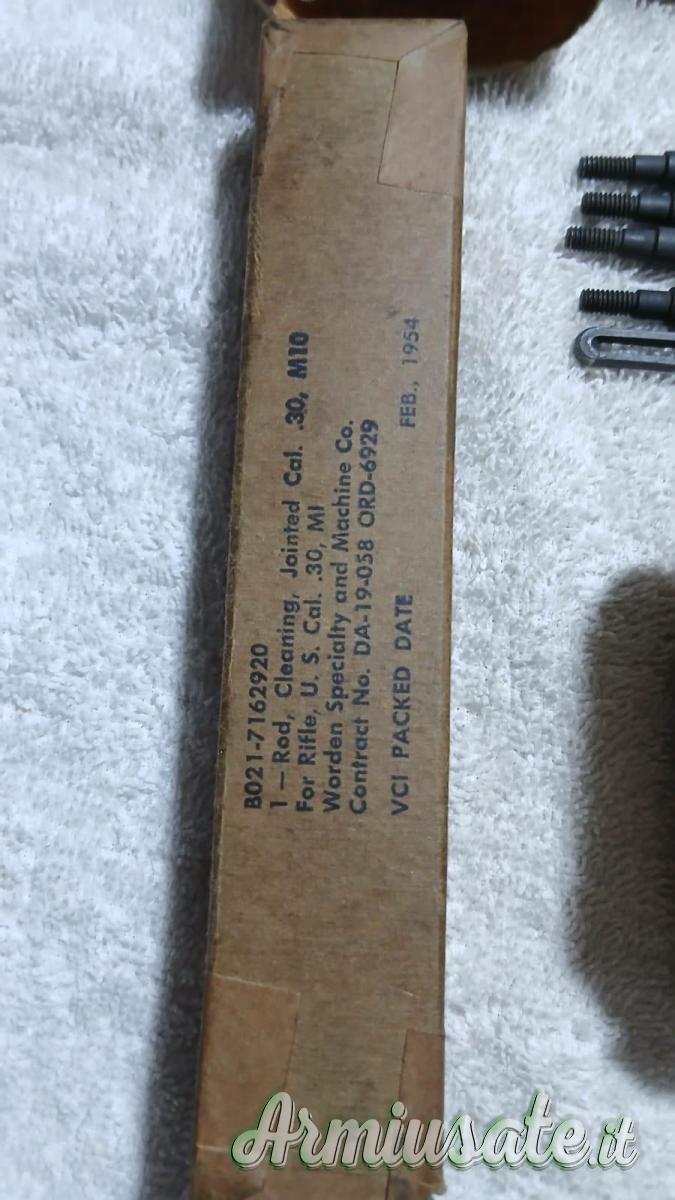 B021-7162920
1 — Rod, Cleaning, Jointed Cal. .30, M10
For Rifle, U. S. Cal. .30, MI
Worden Specialty and Machine Co.
Contract No. DA-19-058 ORD-6929
VCI PACKED DATE FEB., 1954
Armiusate.it